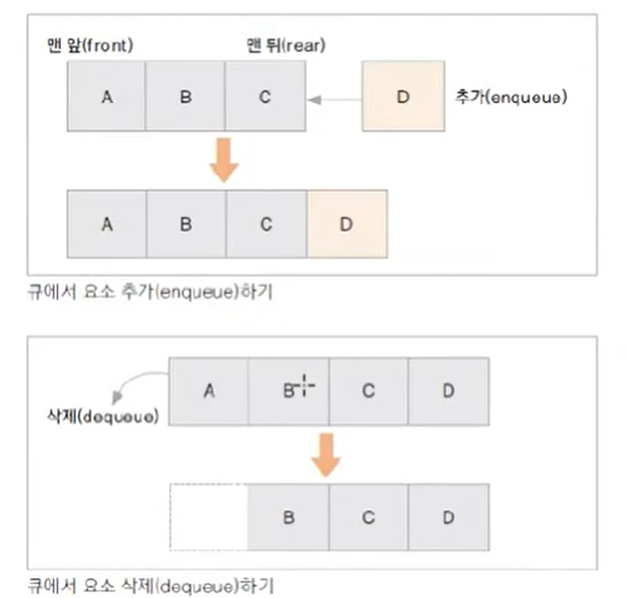 맨 앞(front) 맨 뒤(rear)
A B C D 추가(enqueue)
A B C D
큐에서 요소 추가(enqueue)하기
A B C D
삭제(dequeue)
B C D
큐에서 요소 삭제(dequeue)하기